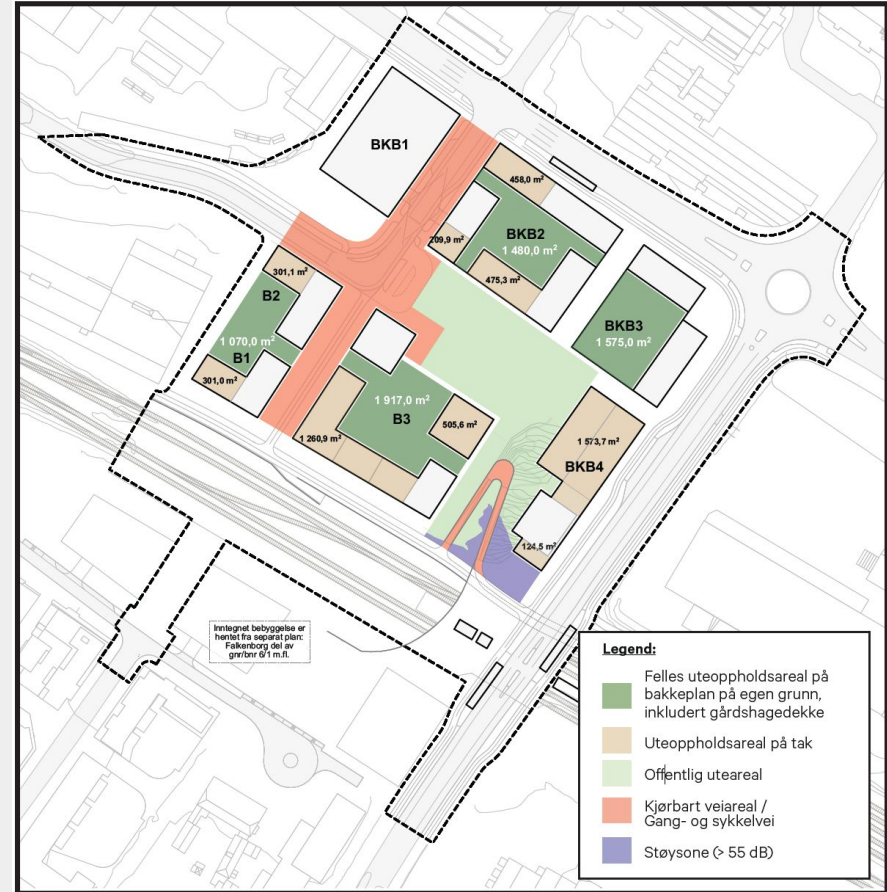 BKB1
458,0 m²
BKB2
1 480,0 m²
209,9 m²
475,3 m²
301,1 m²
B2
BKB3
1 575,0 m²
1 070,0 m²
B1
301,0 m²
1 917,0 m²
B3
505,6 m²
1 260,9 m²
1 573,7 m²
BKB4
124,5 m²
Inntegnet bebyggelse er
hentet fra separat plan:
Falkenborg del av
gnr/bnr 6/1 m.fl.
Legend:
Felles uteoppholdsareal på
bakkeplan på egen grunn,
inkludert gårdshagedekke
Uteoppholdsareal på tak
Offentlig uteareal
Kjørbart veiareal /
Gang- og sykkelvei
Støysone (> 55 dB)